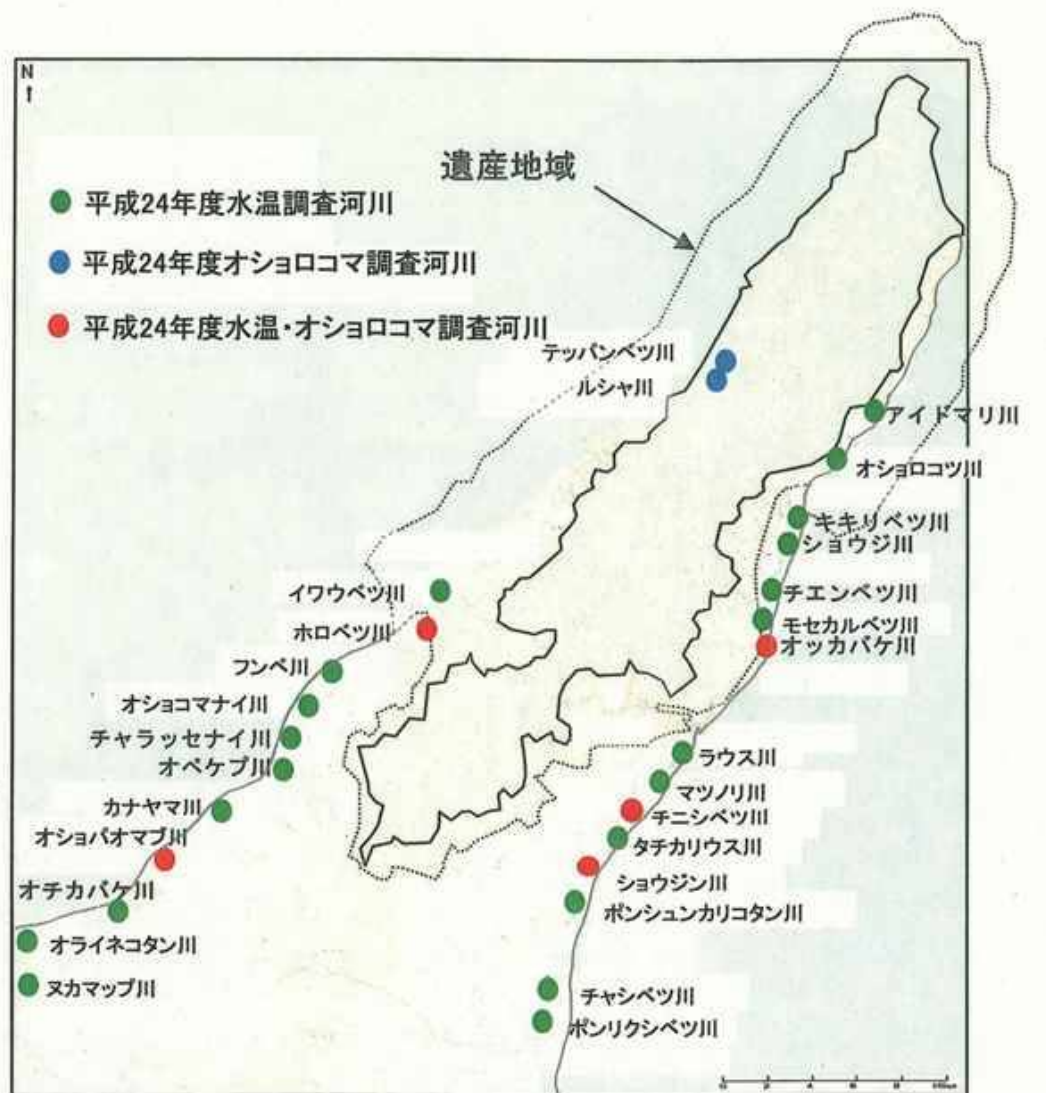 N
遺産地域
平成24年度水温調査河川
平成24年度オショロコマ調査河川
平成24年度水温・オショロコマ調査河川
テッパンベツ川
ルシャ川
アイドマリ川
オショロコツ川
キキリベツ川
ショウジ川
イワウベツ川
チエンベツ川
ホロベツ川
モセカルベツ川
オッカバケ川
フンベ川
オショコマナイ川
チャラッセナイ川
オペケプ川
ラウス川
マツノリ川
カナヤマ川
チニシベツ川
オショパオマブ川
タチカリウス川
ショウジン川
オチカバケ川
ポンシュンカリコタン川
オライネコタン川
ヌカマップ川
チャシベツ川
ポンリクシベツ川
0 2 4 6 8